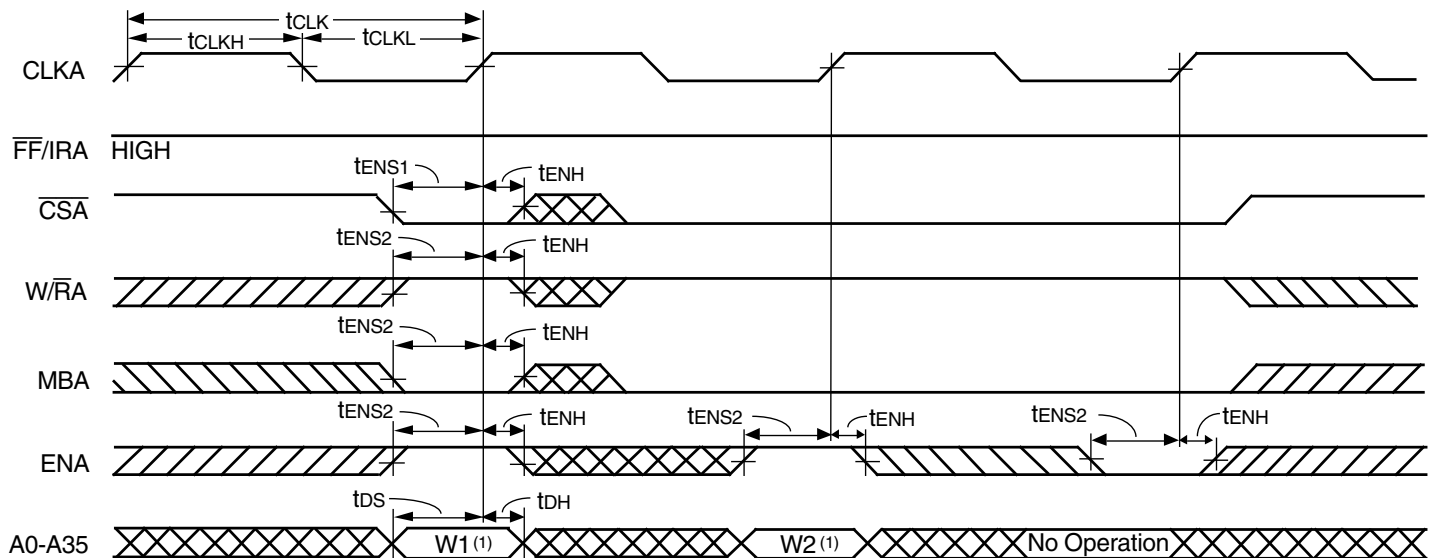 tCLK
tCLKH tCLKL
CLKA
FF/IRA HIGH
tENS1 tENH
CSA
tENS2 tENH
W/RA
tENS2 tENH
MBA
tENS2 tENH tENS2 tENH tENS2 tENH
ENA
tDS tDH
A0-A35 W1(1) W2(1) No Operation